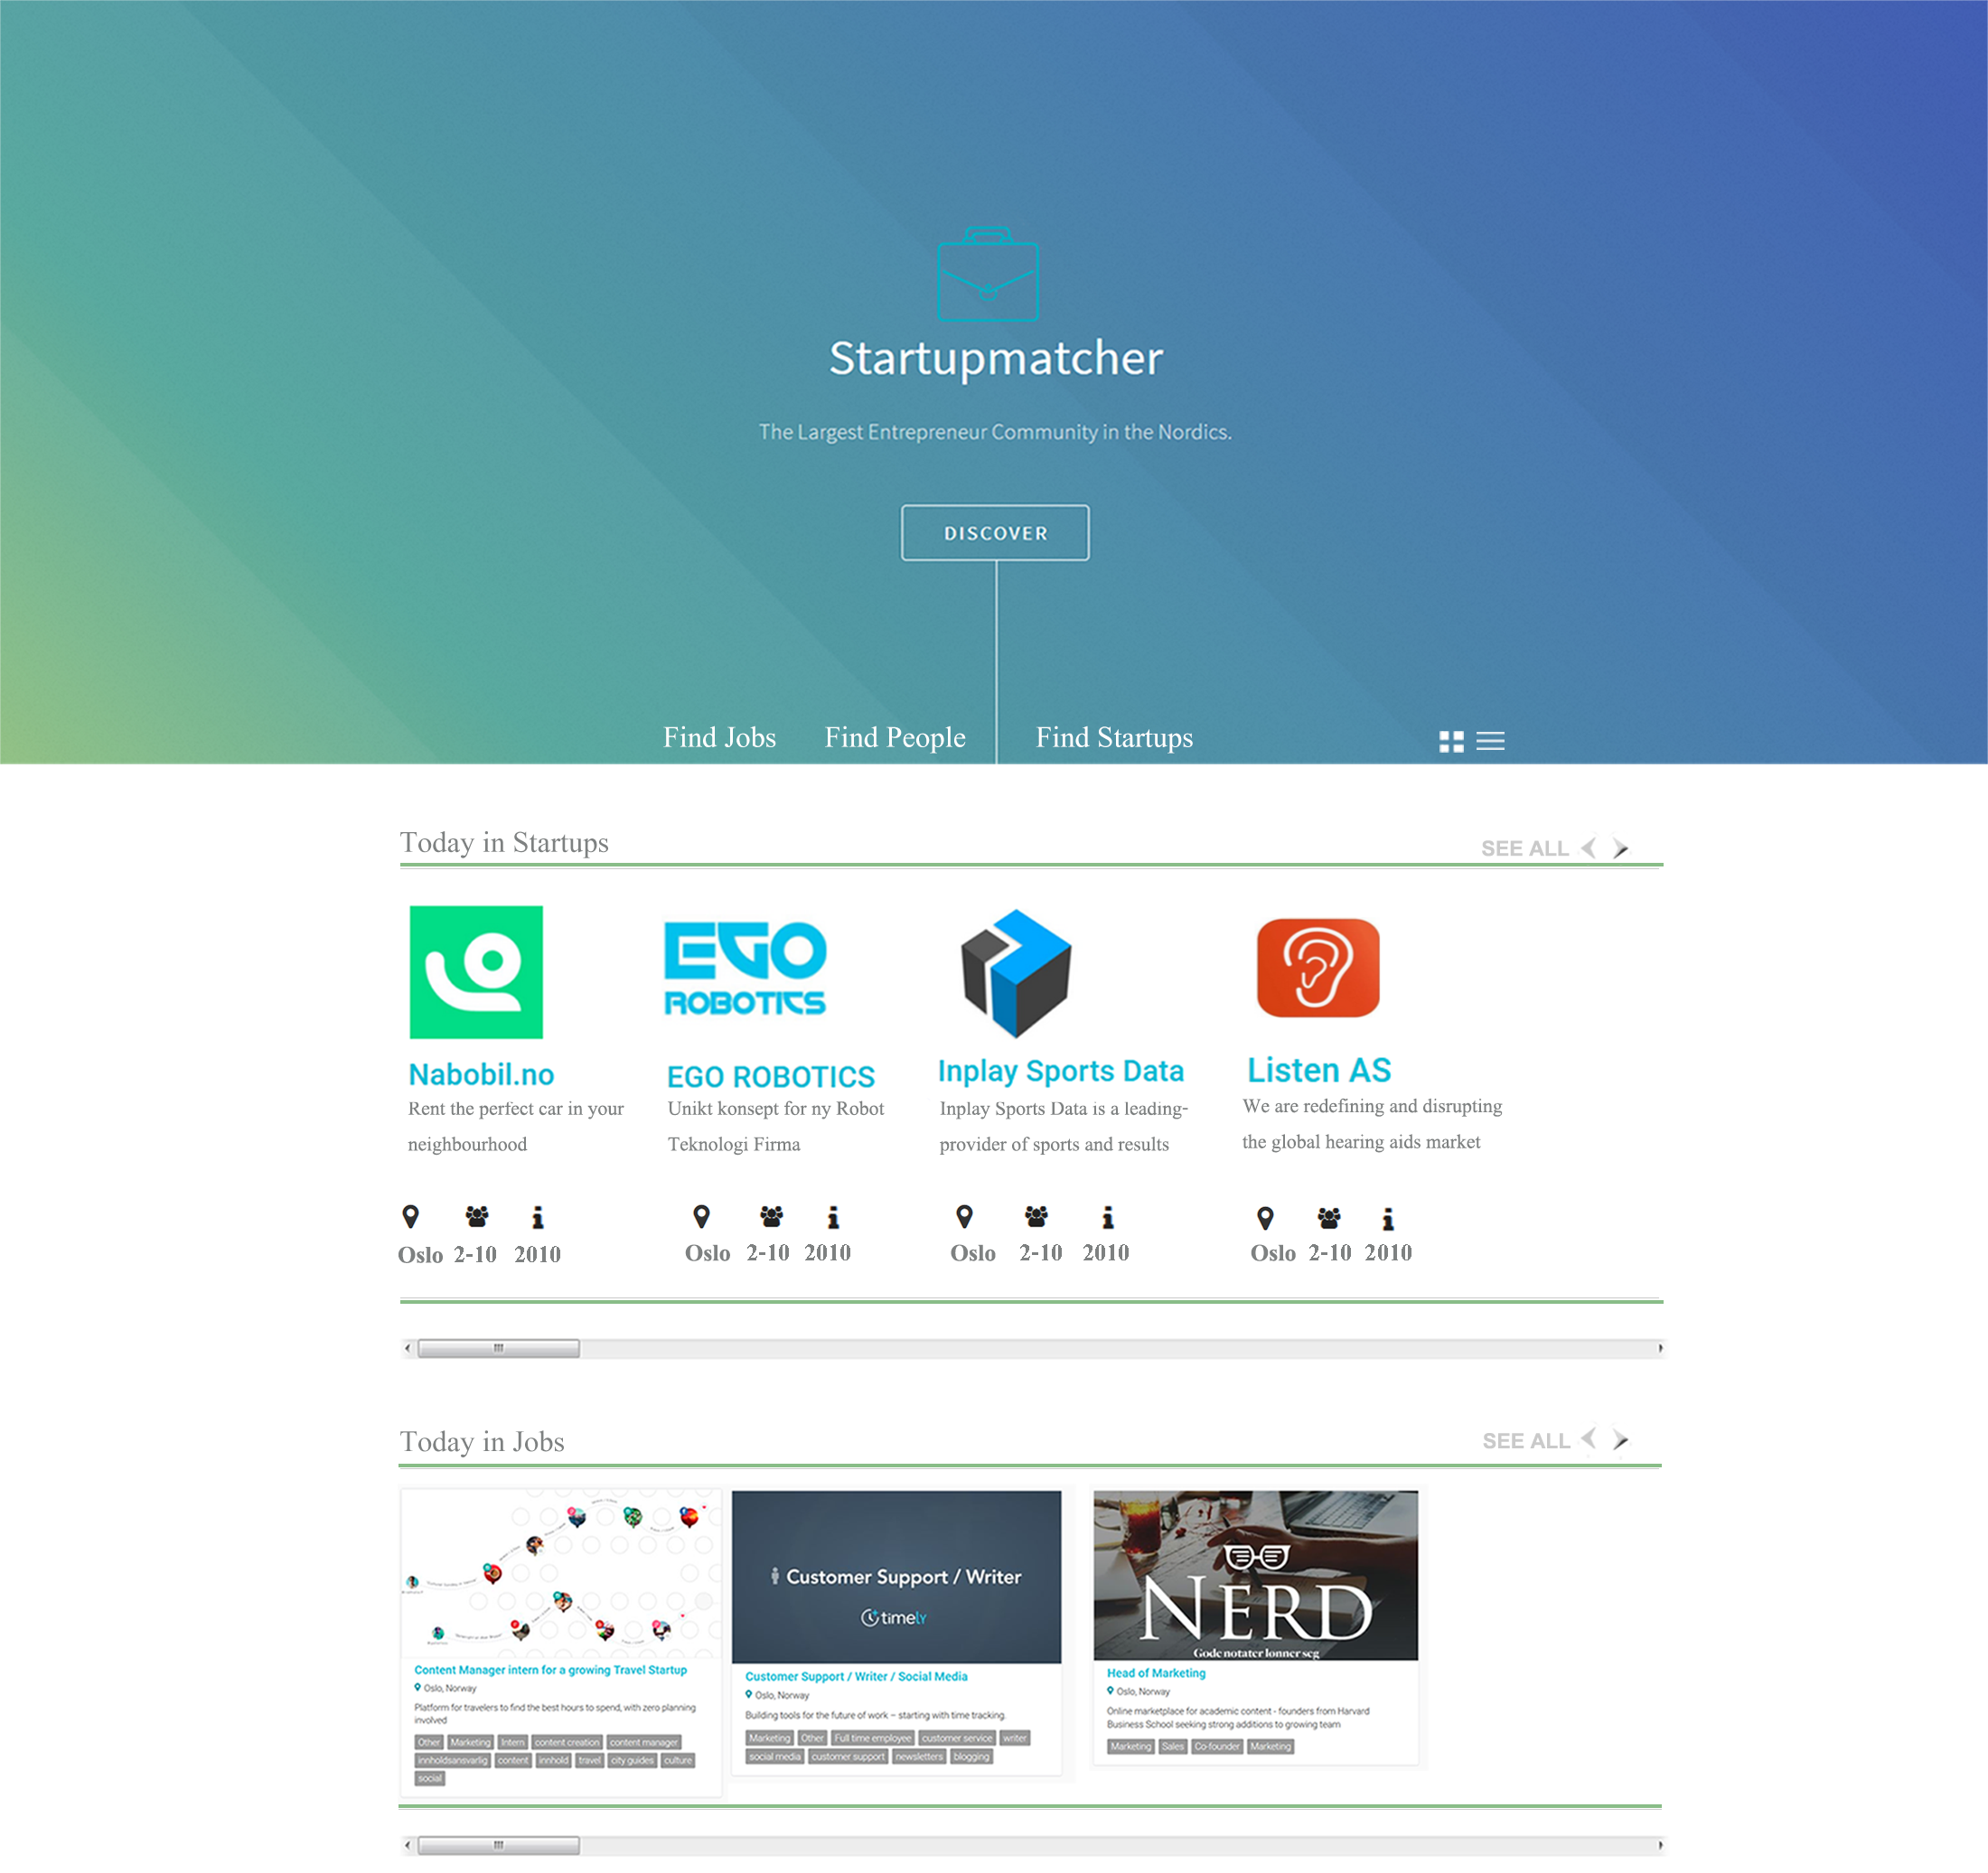 Startupmatcher
The Largest Entrepreneur Community in the Nordics.
DISCOVER
Find Jobs Find People Find Startups
Today in Startups SEE ALL
EGO
ROBOTICS
Nabobil.no
Rent the perfect car in your
neighbourhood
EGO ROBOTICS
Unikt konsept for ny Robot
Teknologi Firma
Inplay Sports Data
Inplay Sports Data is a leading-
provider of sports and results
Listen AS
We are redefining and disrupting
the global hearing aids market
Oslo 2-10 2010
Oslo 2-10 2010
Oslo 2-10 2010
Oslo 2-10 2010
Today in Jobs SEE ALL
Content Manager intern for a growing Travel Startup
Oslo, Norway
Platform for travelers to find the best hours to spend, with zero planning
involved
Other Marketing Intern content creation content manager
innholdsansvarlig content innhold travel city guides culture
social
Customer Support / Writer
timely
Customer Support / Writer / Social Media
Oslo, Norway
Building tools for the future of work – starting with time tracking.
Marketing Other Full time employee customer service writer
social media customer support newsletters blogging
NERD
Gode notater lonner seg
Head of Marketing
Oslo, Norway
Online marketplace for academic content - founders from Harvard
Business School seeking strong additions to growing team
Marketing Sales Co-founder Marketing